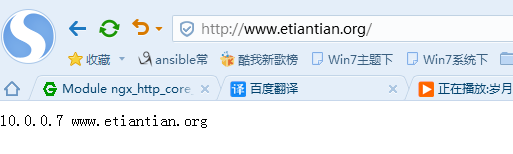 http://www.etiantian.org/
收藏 ansible常 酷我新歌榜 Win7主题下 Win7系统下
Module ngx_http_core 百度翻译 正在播放:岁月
10.0.0.7 www.etiantian.org